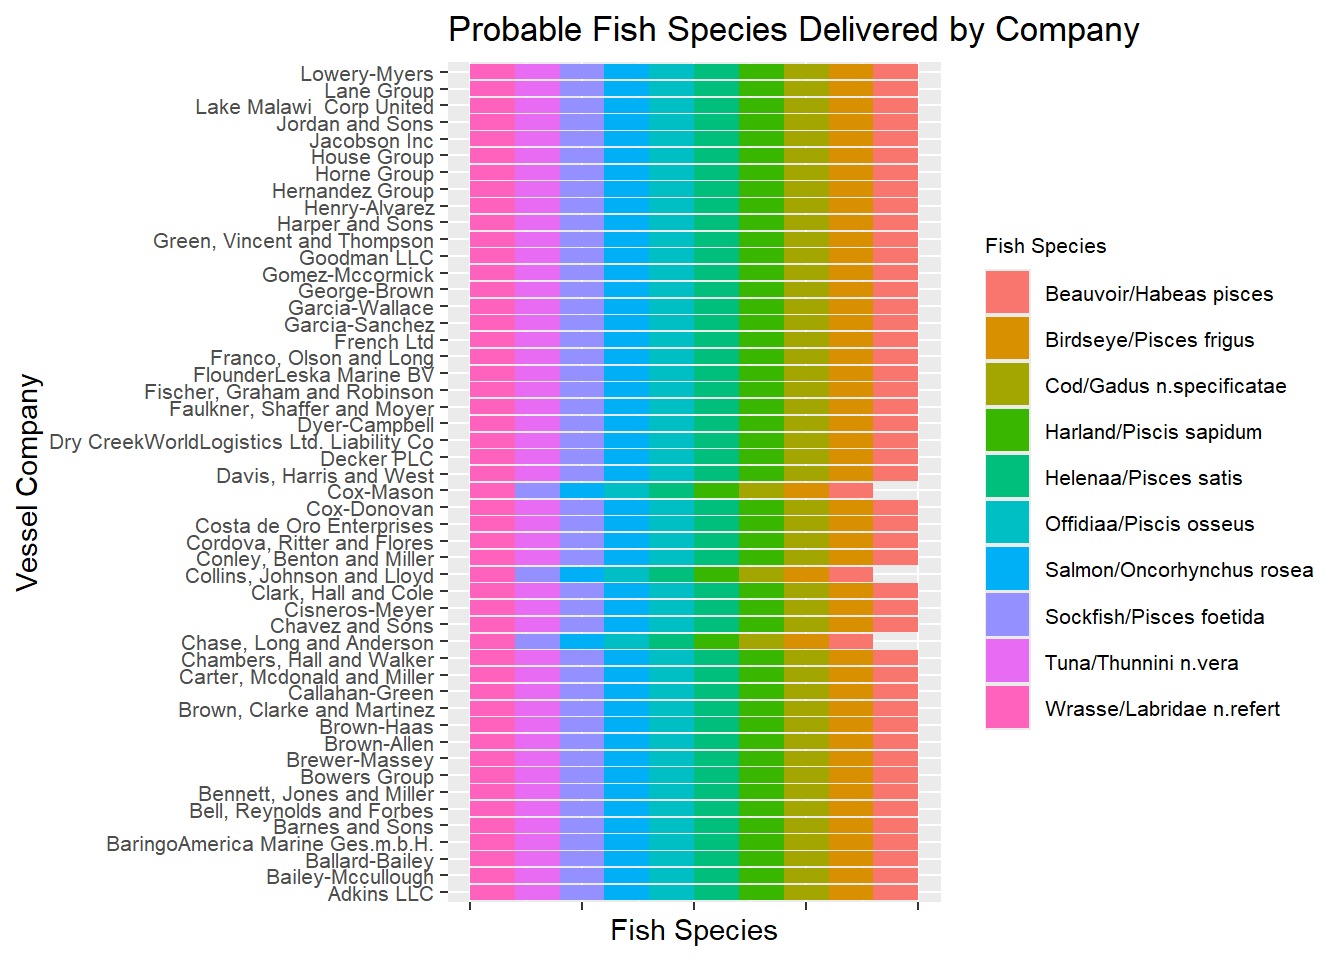 Probable Fish Species Delivered by Company
Lowery-Myers
Lane Group
Lake Malawi  Corp United
Jordan and Sons
Jacobson Inc
House Group
Horne Group
Hernandez Group
Henry-Alvarez
Harper and Sons
Green, Vincent and Thompson
Goodman LLC
Gomez-Mccormick
George-Brown
Garcia-Wallace
Garcia-Sanchez
French Ltd
Franco, Olson and Long
FlounderLeska Marine BV
Fischer, Graham and Robinson
Faulkner, Shaffer and Moyer
Dyer-Campbell
Dry CreekWorldLogistics Ltd. Liability Co
Decker PLC
Davis, Harris and West
Cox-Mason
Cox-Donovan
Costa de Oro Enterprises
Cordova, Ritter and Flores
Conley, Benton and Miller
Collins, Johnson and Lloyd
Clark, Hall and Cole
Cisneros-Meyer
Chavez and Sons
Chase, Long and Anderson
Chambers, Hall and Walker
Carter, Mcdonald and Miller
Callahan-Green
Brown, Clarke and Martinez
Brown-Haas
Brown-Allen
Brewer-Massey
Bowers Group
Bennett, Jones and Miller
Bell, Reynolds and Forbes
Barnes and Sons
BaringoAmerica Marine Ges.m.b.H.
Ballard-Bailey
Bailey-Mccullough
Adkins LLC
Vessel Company
Fish Species
Fish Species
Beauvoir/Habeas pisces
Birdseye/Pisces frigus
Cod/Gadus n.specificatae
Harland/Piscis sapidum
Helenaa/Pisces satis
Offidiaa/Piscis osseus
Salmon/Oncorhynchus rosea
Sockfish/Pisces foetida
Tuna/Thunnini n.vera
Wrasse/Labridae n.refert